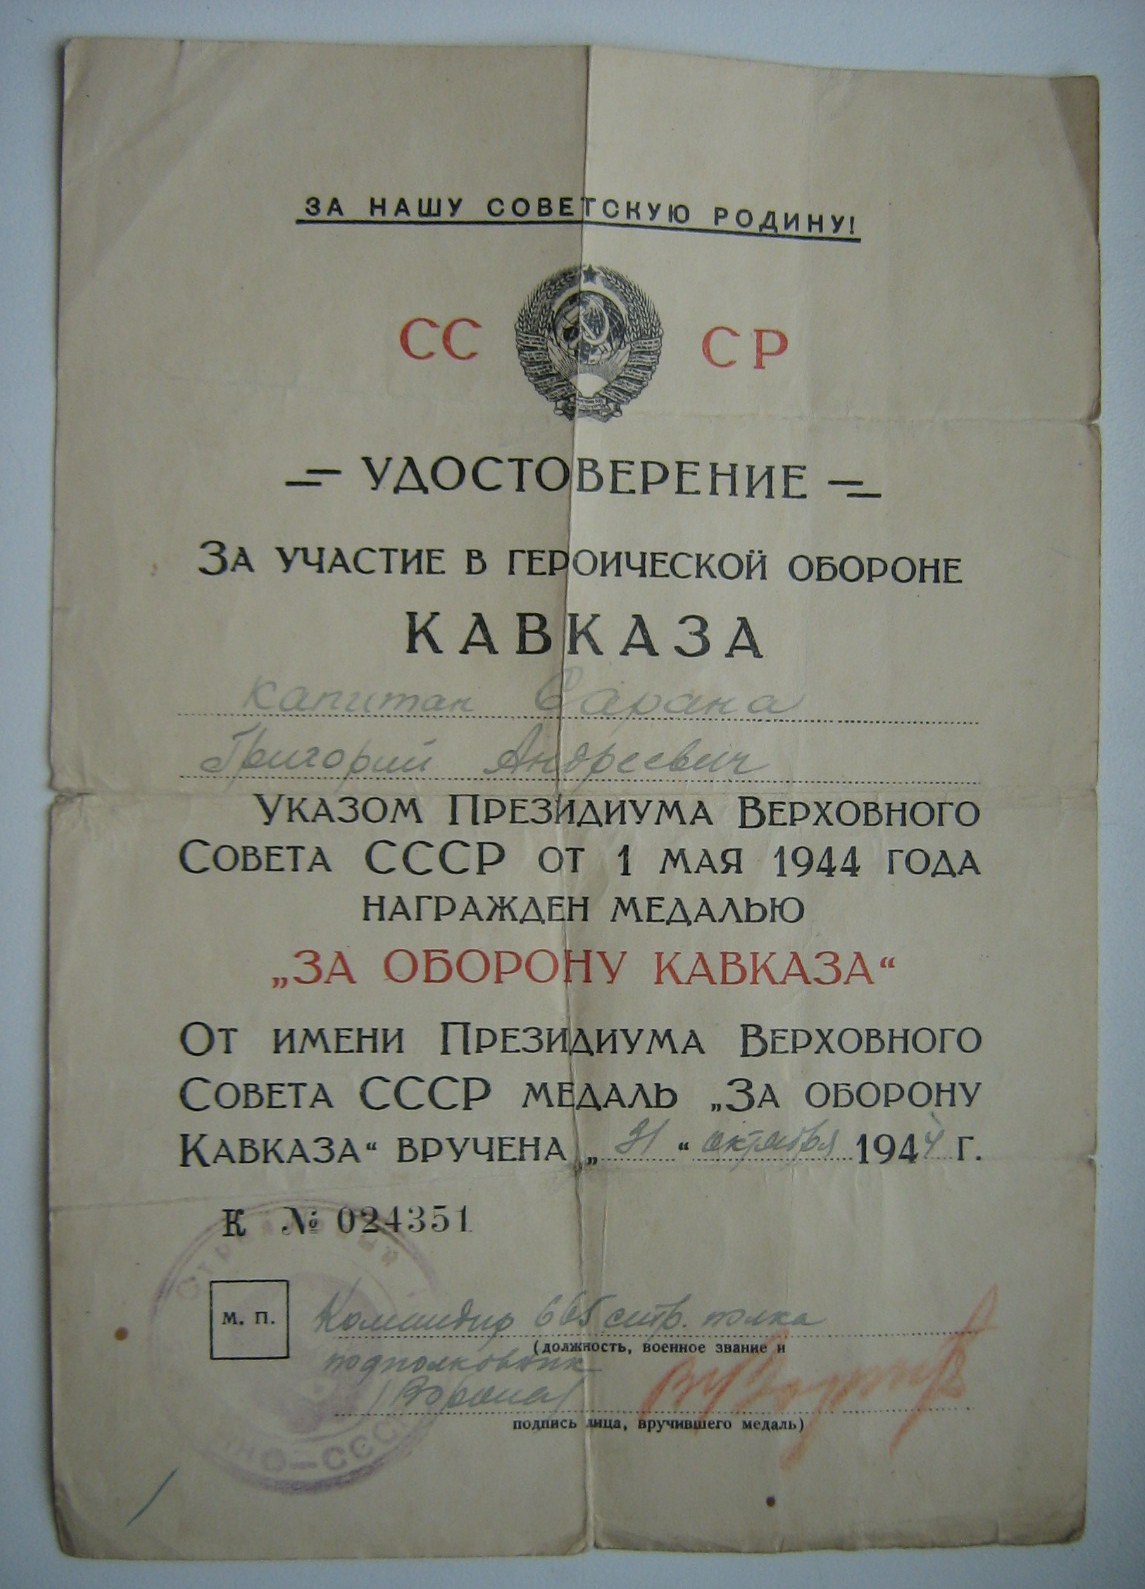 ЗА НАШУ СОВЕТСКУЮ РОДИНУ!
СС СР
УДОСТОВЕРЕНИЕ
ЗА УЧАСТИЕ В ГЕРОИЧЕСКОЙ ОБОРОНЕ
КАВКАЗА
капитан Сарана
Григорий Андреевич
УКАЗОМ ПРЕЗИДИУМА ВЕРХОВНОГО
СОВЕТА СССР ОТ 1 МАЯ 1944 ГОДА
НАГРАЖДЕН МЕДАЛЬЮ
„ЗА ОБОРОНУ КАВКАЗА“
ОТ ИМЕНИ ПРЕЗИДИУМА ВЕРХОВНОГО
СОВЕТА СССР МЕДАЛЬ „ЗА ОБОРОНУ
КАВКАЗА“ ВРУЧЕНА „31“ октября 1944 Г.
К № 024351
М. П.
Командир 665 стр. полка
(должность, военное звание и
подполковник
подпись лица, вручившего медаль)